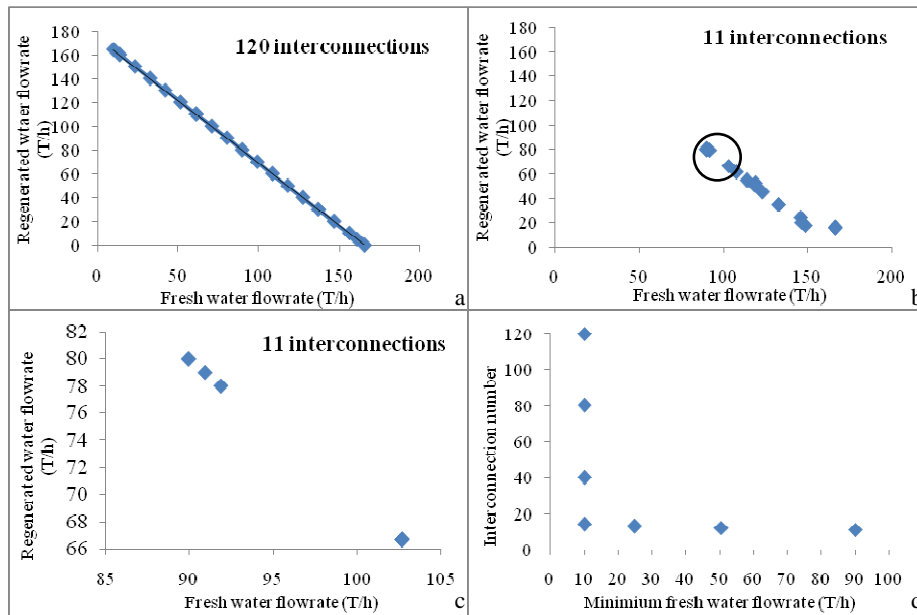 Regenerated wtaer flowrate
(T/h)
180
160
140
120
100
80
60
40
20
0
120 interconnections
0 50 100 150 200
Fresh water flowrate (T/h)
a
Regenerated water flowrate
(T/h)
180
160
140
120
100
80
60
40
20
0
11 interconnections
0 50 100 150 200
Fresh water flowrate (T/h)
b
Regenerated water flowrate
(T/h)
82
80
78
76
74
72
70
68
66
11 interconnections
85 90 95 100 105
Fresh water flowrate (T/h)
c
Interconnection number
120
100
80
60
40
20
0
0 10 20 30 40 50 60 70 80 90 100
Minimium fresh water flowrate (T/h)
d